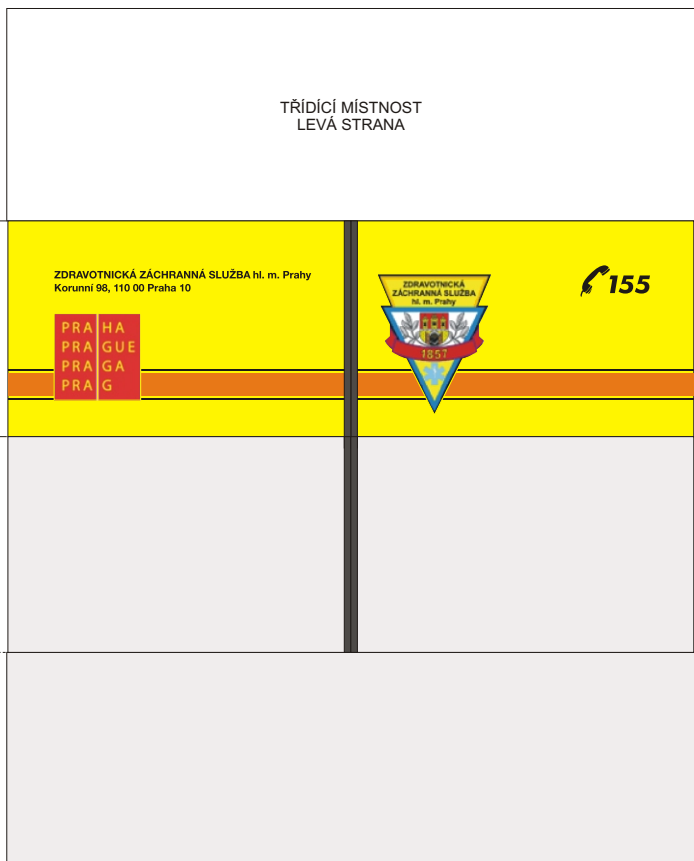 TŘÍDÍCÍ MÍSTNOST
LEVÁ STRANA
ZDRAVOTNICKÁ ZÁCHRANNÁ SLUŽBA hl. m. Prahy
Korunní 98, 110 00 Praha 10
PRA HA
PRA GUE
PRA GA
PRA G
ZDRAVOTNICKÁ
ZÁCHRANNÁ SLUŽBA
hl. m. Prahy
1857
155